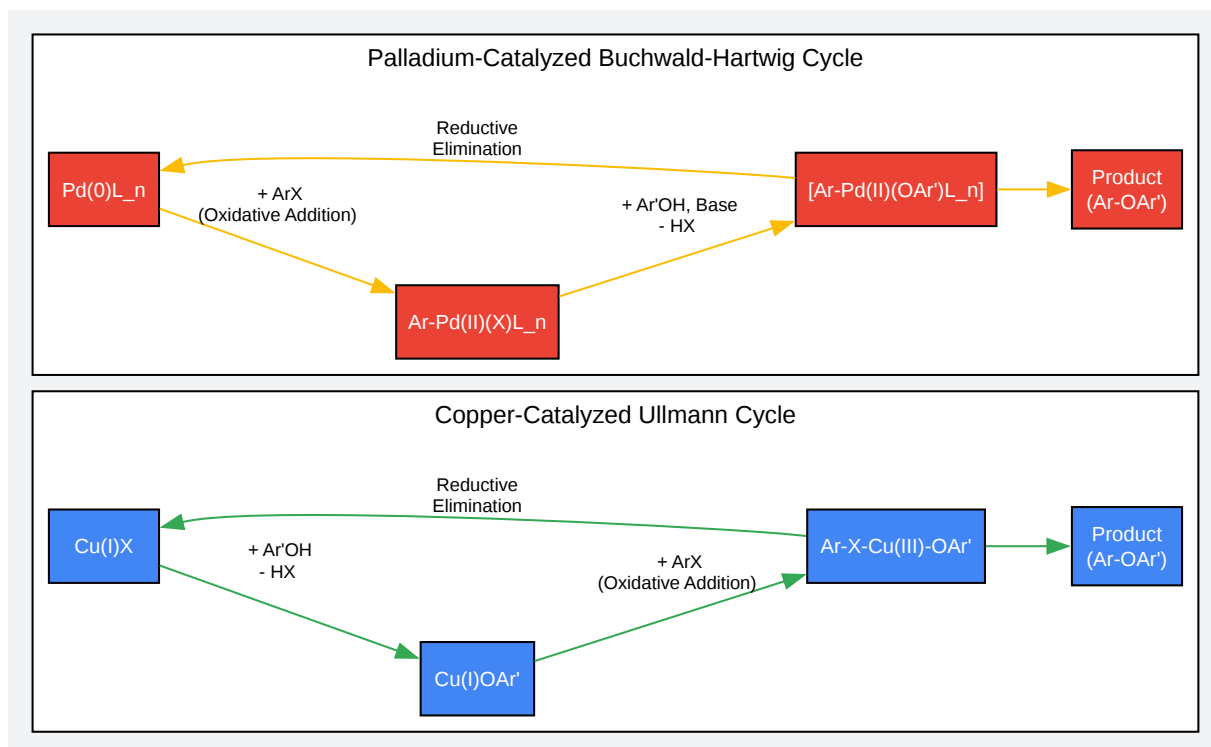 Palladium-Catalyzed Buchwald-Hartwig Cycle
Reductive
Elimination
Pd(0)L_n
+ ArX
(Oxidative Addition)
+ Ar'OH, Base
- HX
[Ar-Pd(II)(OAr')L_n]
Product
(Ar-OAr')
Ar-Pd(II)(X)L_n
Copper-Catalyzed Ullmann Cycle
Reductive
Elimination
Cu(I)X
+ Ar'OH
- HX
+ ArX
(Oxidative Addition)
Ar-X-Cu(III)-OAr'
Product
(Ar-OAr')
Cu(I)OAr'